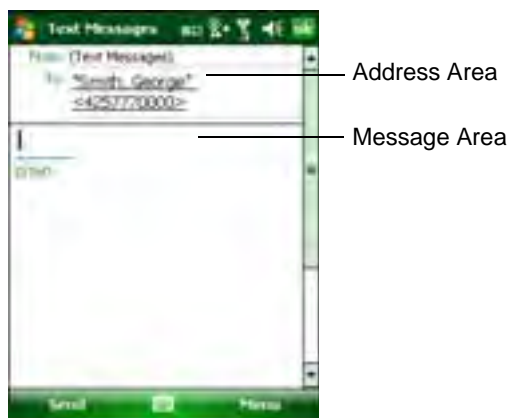 Text Messages
From: (Text Messages)
To: "Smith, George"
<4257770000>
Address Area
Message Area
Send Menu